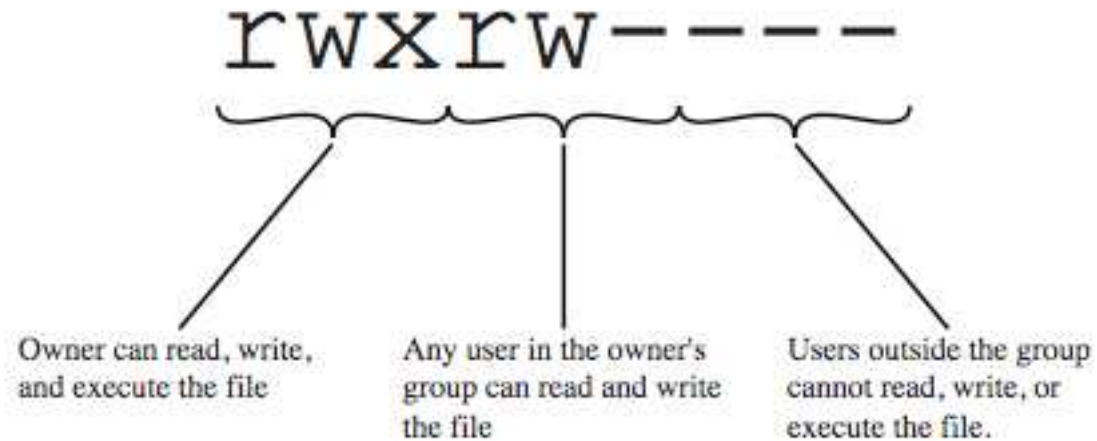 rwxrw----
Owner can read, write,
and execute the file
Any user in the owner's
group can read and write
the file
Users outside the group
cannot read, write, or
execute the file.